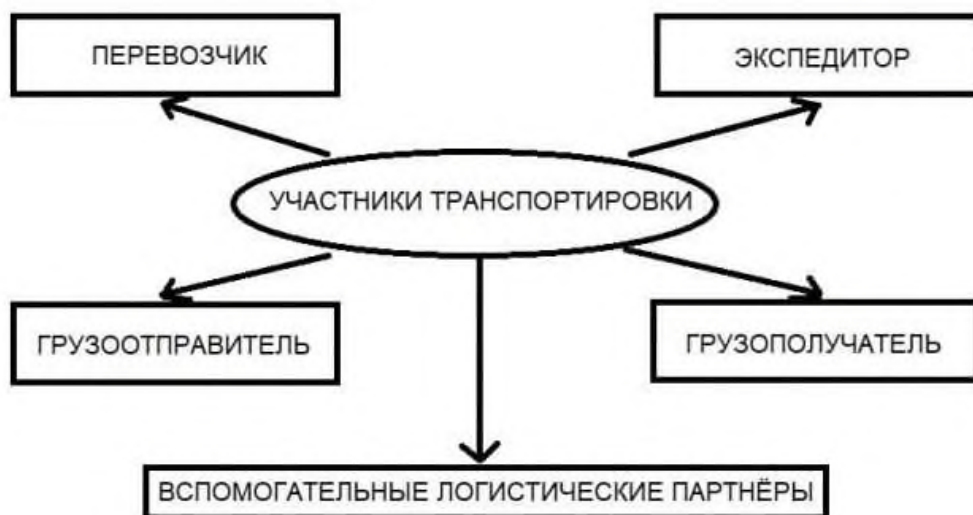 ПЕРЕВОЗЧИК
ЭКСПЕДИТОР
УЧАСТНИКИ ТРАНСПОРТИРОВКИ
ГРУЗООТПРАВИТЕЛЬ
ГРУЗОПОЛУЧАТЕЛЬ
ВСПОМОГАТЕЛЬНЫЕ ЛОГИСТИЧЕСКИЕ ПАРТНЁРЫ